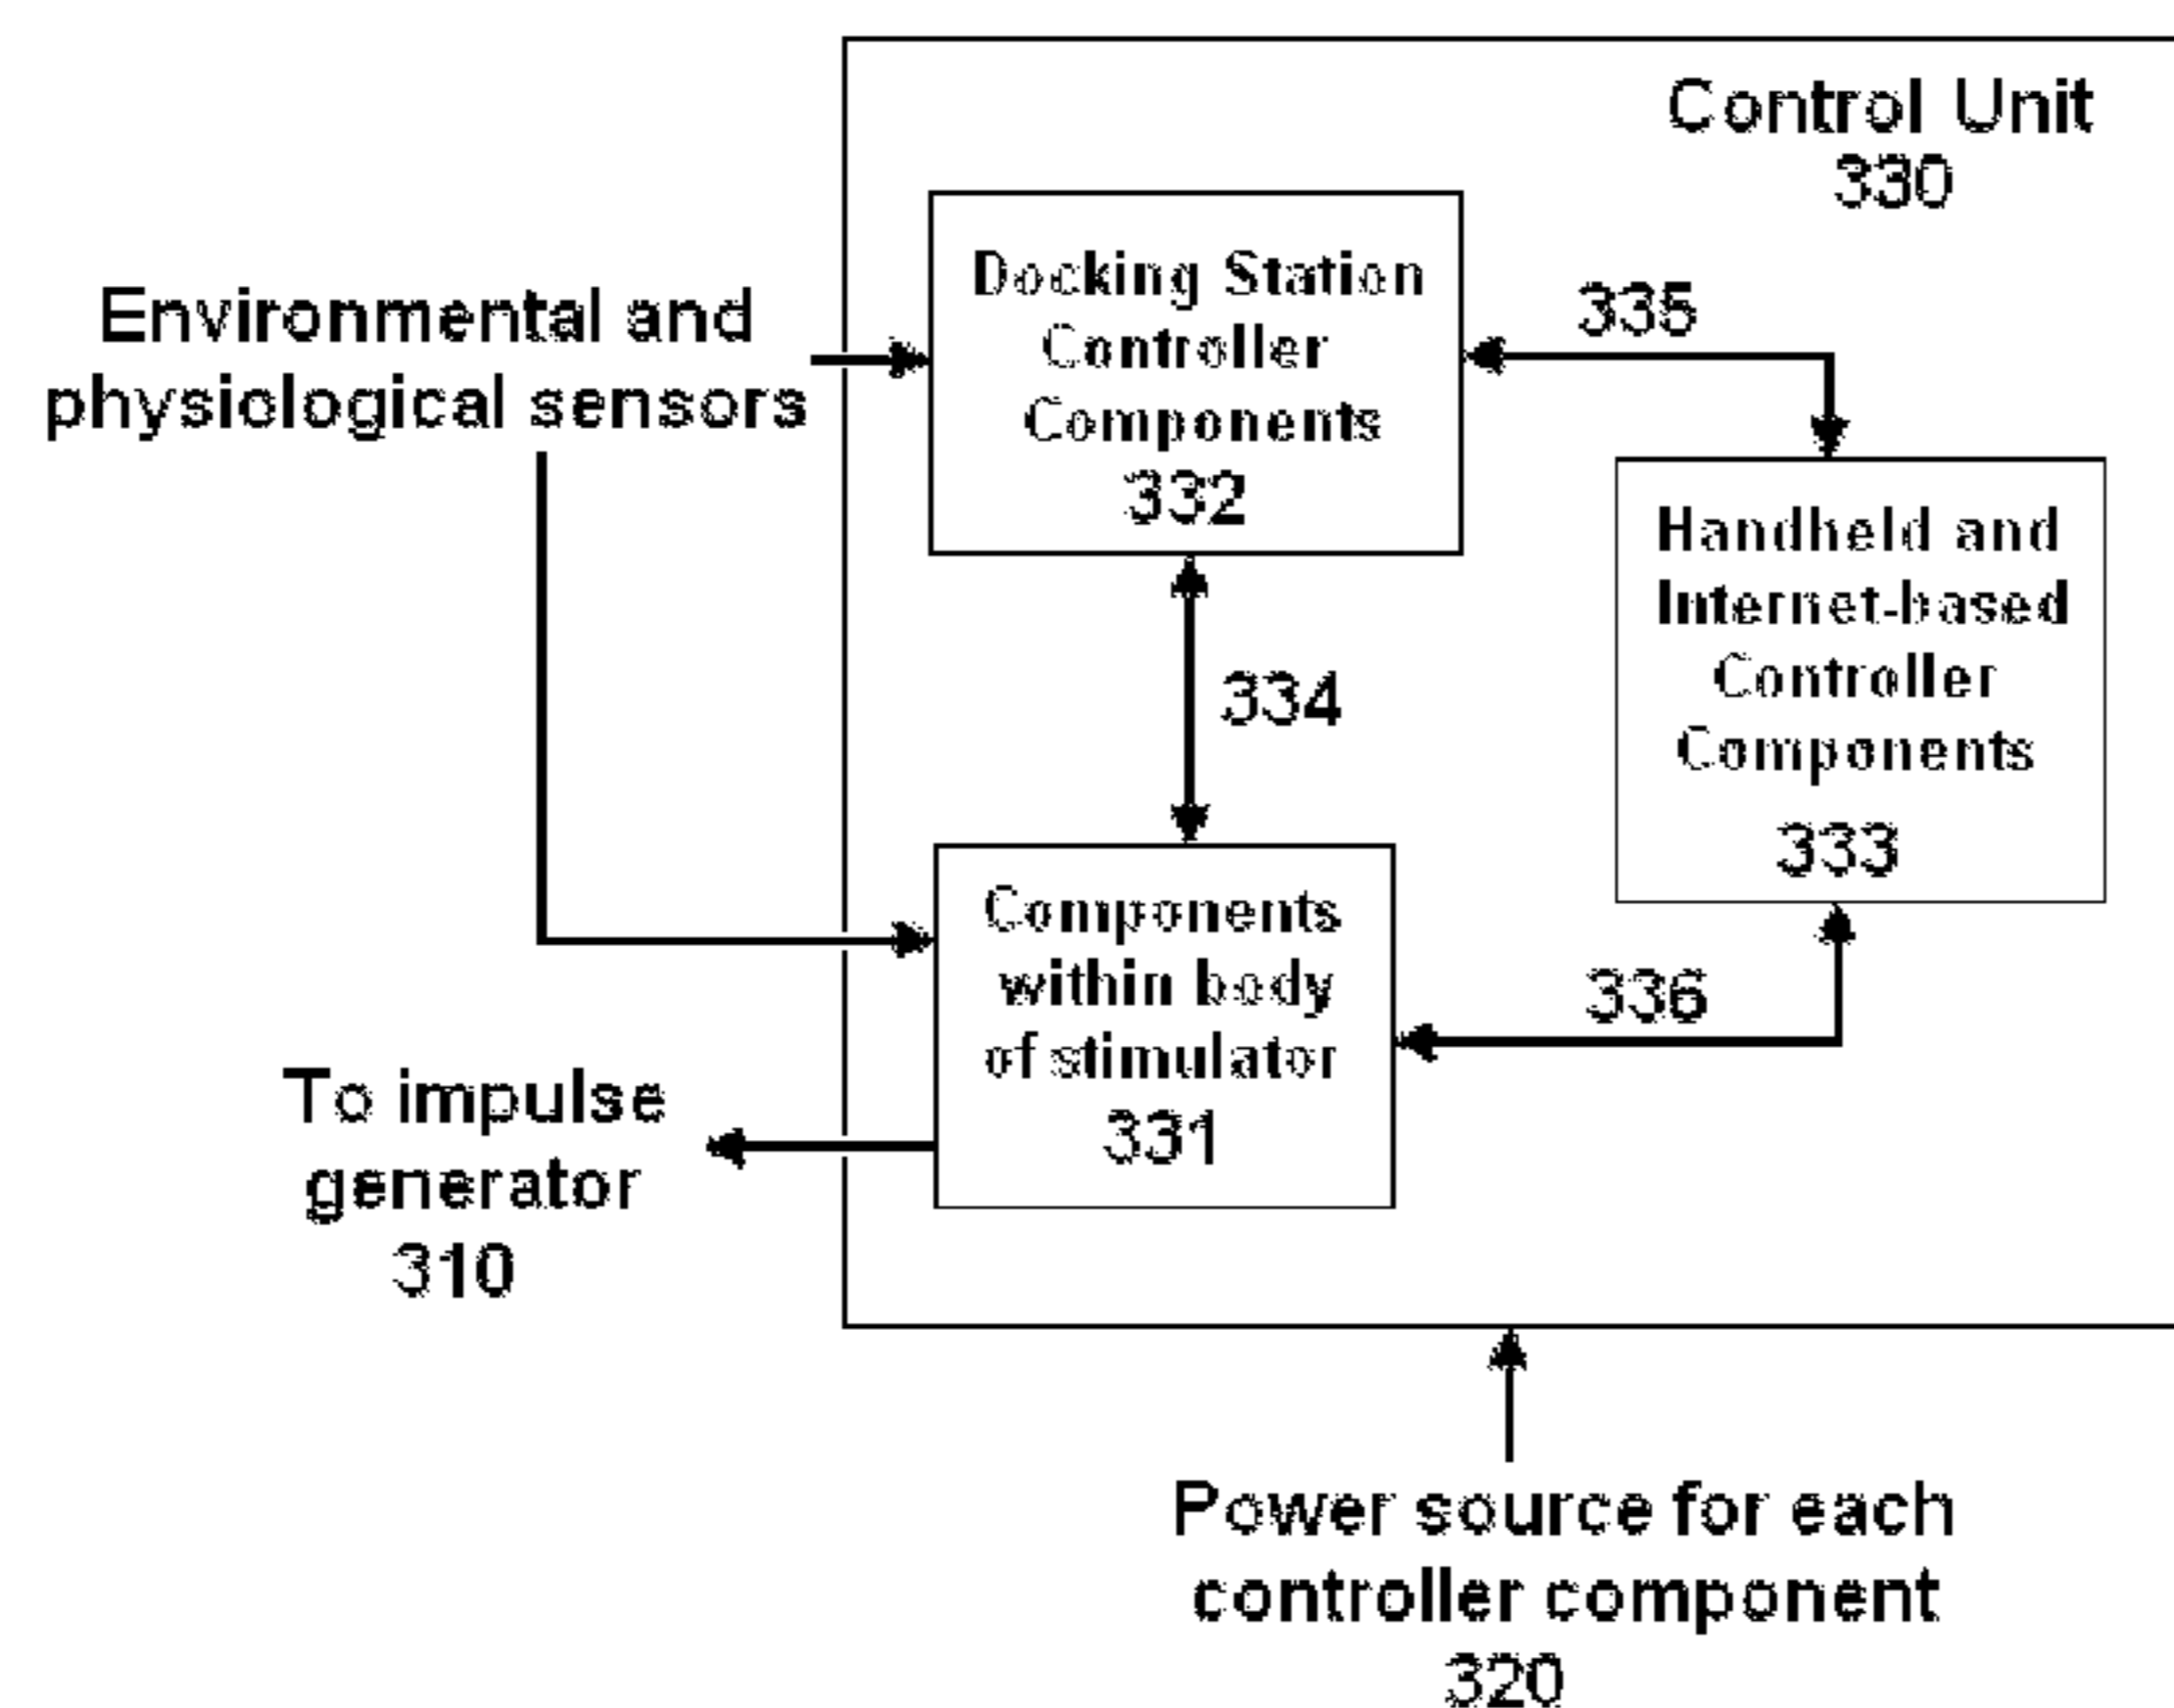 Control Unit
330
Docking Station
Controller
Components
332
335
Environmental and
physiological sensors
Handheld and
Internet-based
Controller
Components
333
334
Components
within body
of stimulator
331
336
To impulse
generator
310
Power source for each
controller component
320